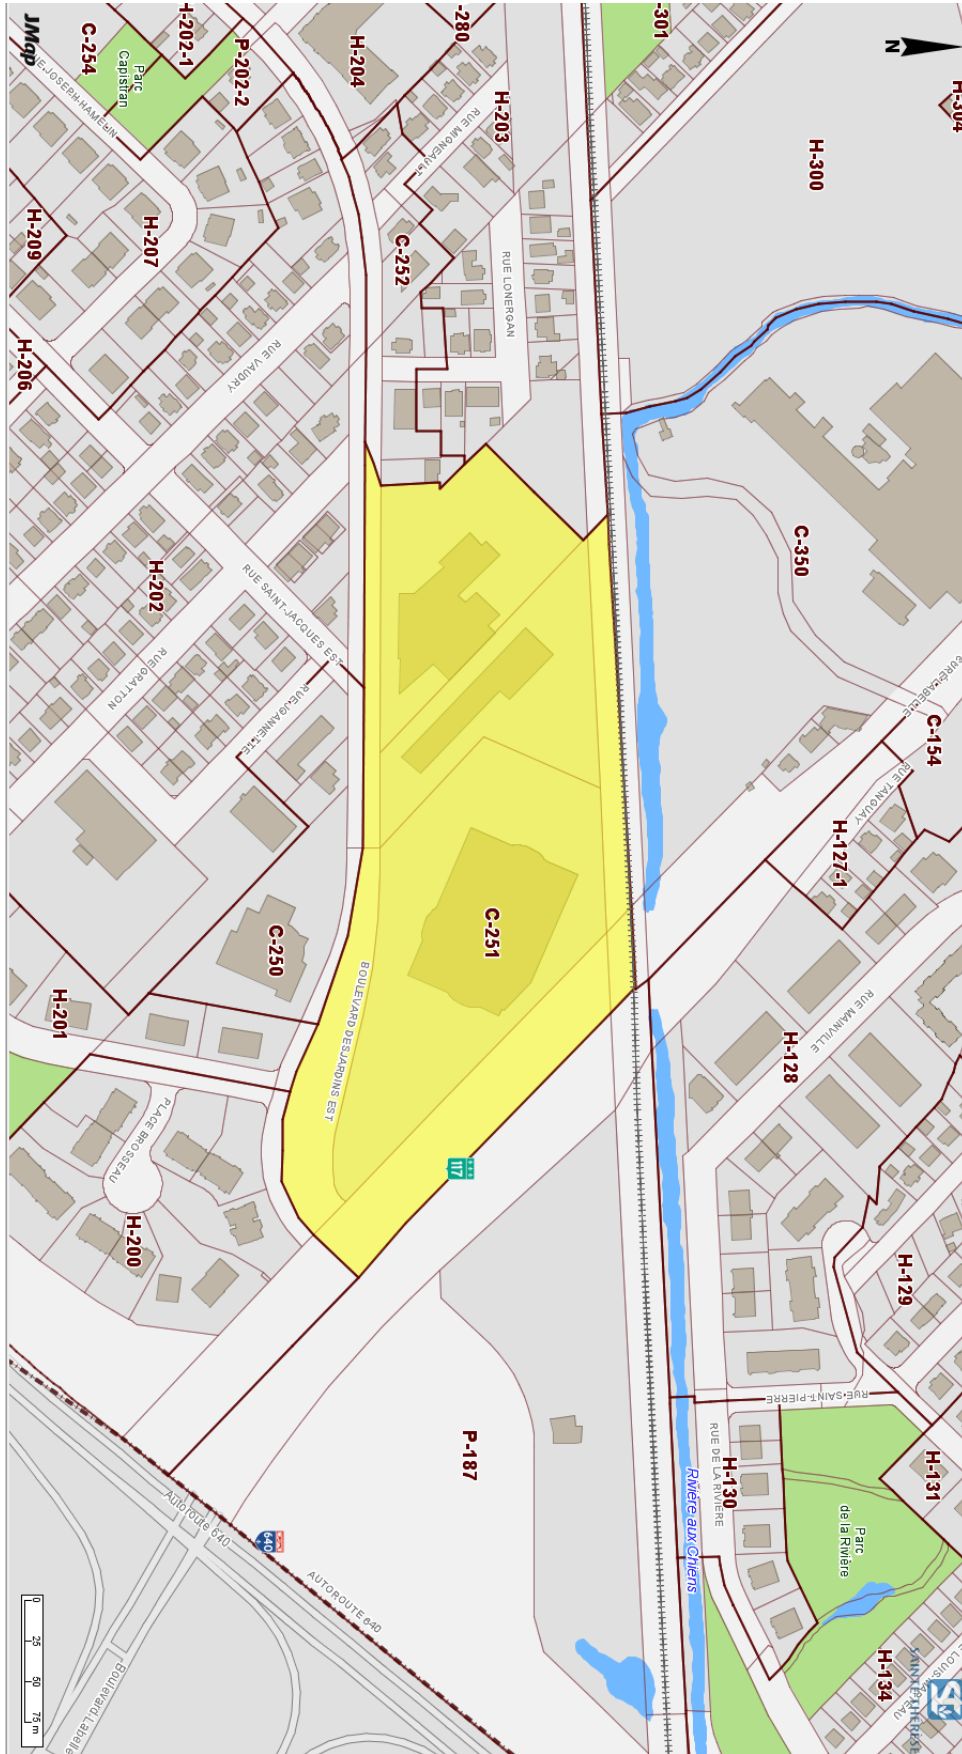 H-202-1
P-202-2
C-254
Parc
Capistran
JMap
H-204
-280
H-203
RUE MIGNEAULT
-301
N
H-304
H-300
H-209
H-207
H-206
C-252
RUE LONERGAN
RUE VAUDRY
C-350
H-202
RUE SAINT-JACQUES EST
RUE GRATTON
RUE JOANNETTE
C-154
RUE TANGUAY
H-127-1
C-251
C-250
BOULEVARD DESJARDINS EST
H-201
RUE MAINVILLE
H-128
PLACE BROSSEAU
H-200
117
H-129
RUE SAINT-PIERRE
P-187
H-130
RUE DE LA RIVIÈRE
H-131
Parc
de la Rivière
Rivière aux Chiens
Autoroute 640
640
AUTOROUTE 640
H-134
Boulevard Labelle
0 25 50 75 m
SAINTE-THÉRÈSE